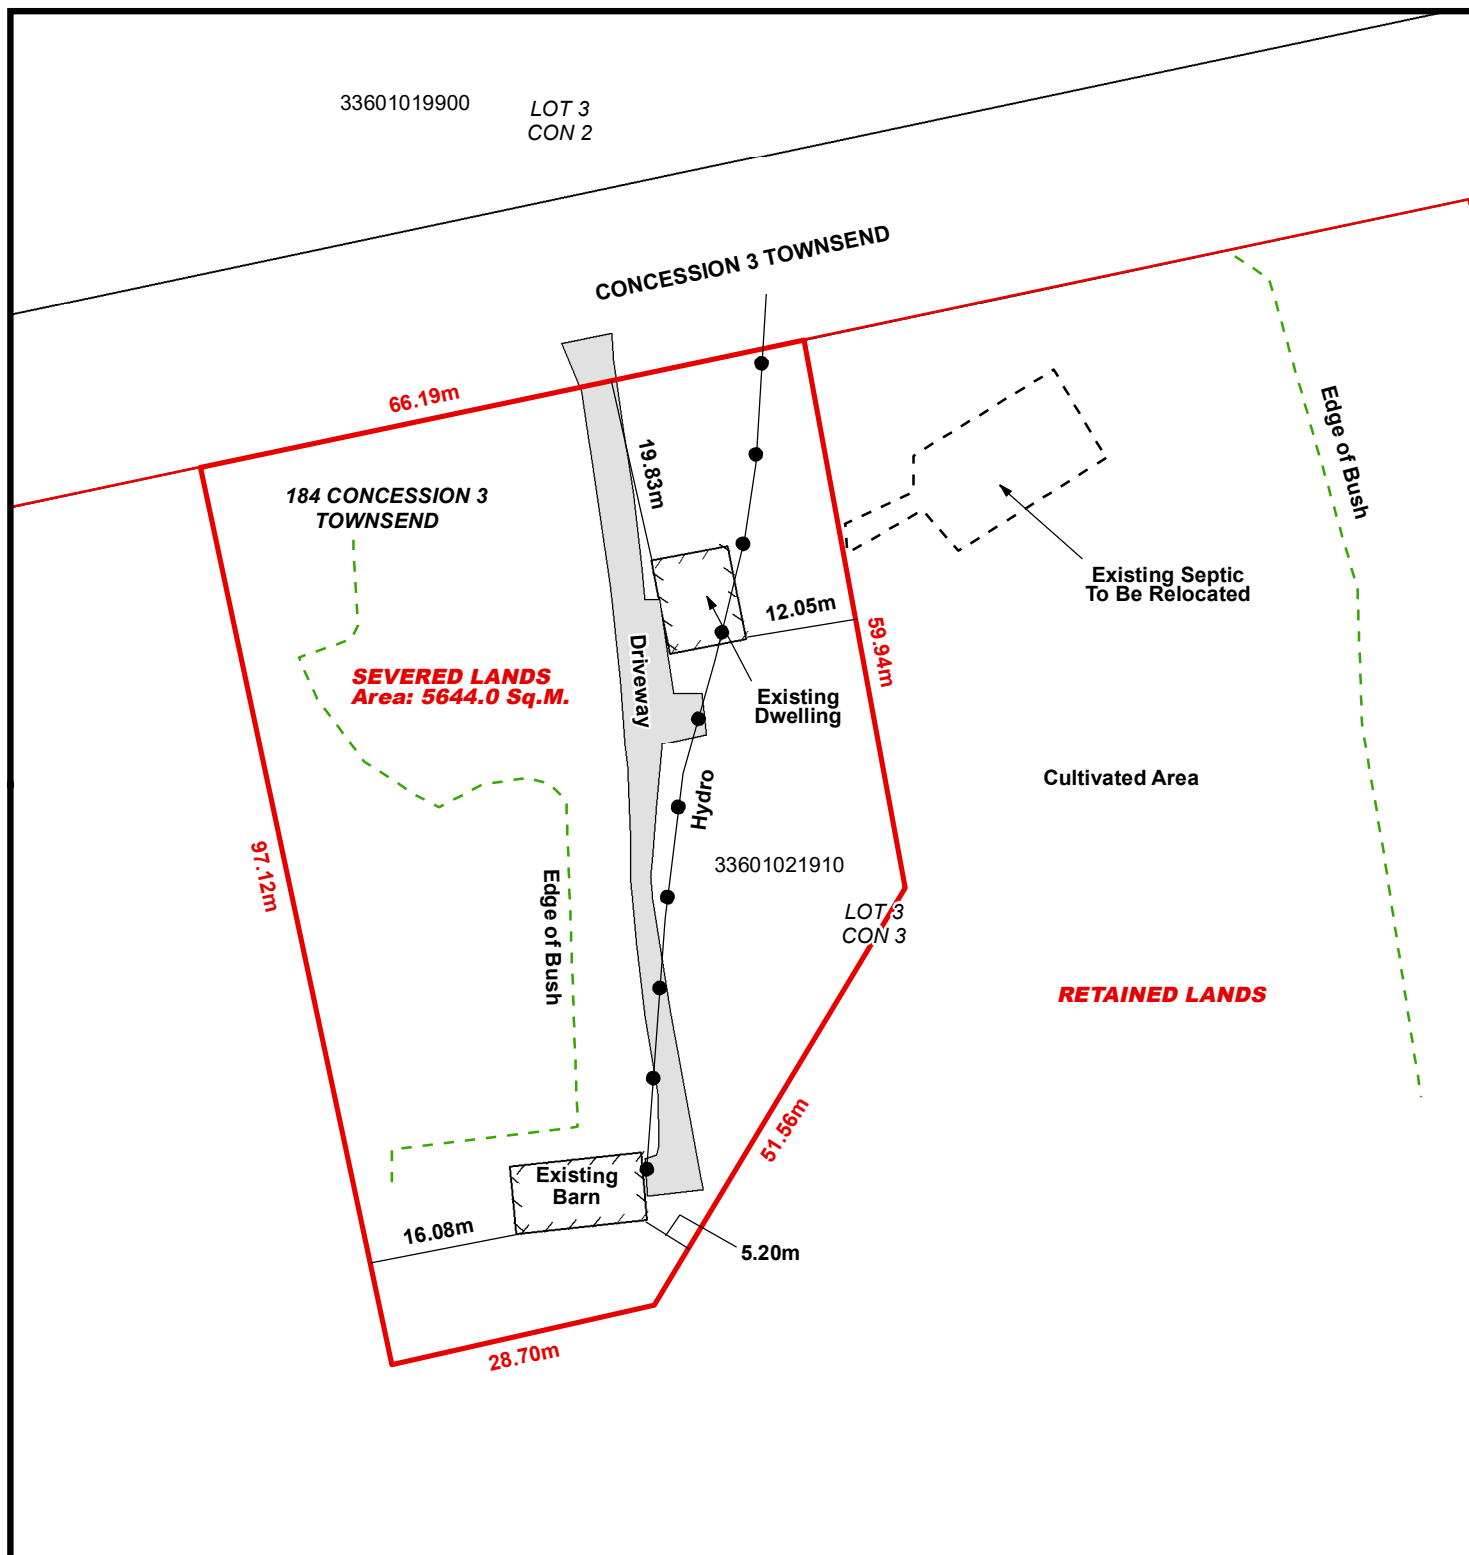 33601019900
LOT 3
CON 2
CONCESSION 3 TOWNSEND
66.19m
19.83m
184 CONCESSION 3
TOWNSEND
Edge of Bush
Existing Septic
To Be Relocated
12.05m
59.94m
Driveway
SEVERED LANDS
Area: 5644.0 Sq.M.
Existing
Dwelling
Cultivated Area
Hydro
33601021910
97.12m
Edge of Bush
LOT 3
CON 3
RETAINED LANDS
51.56m
Existing
Barn
16.08m
5.20m
28.70m